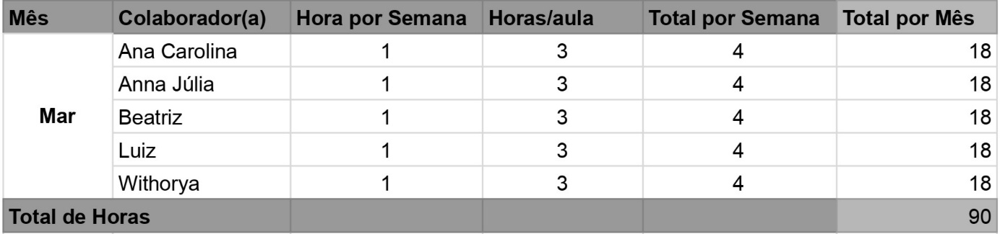 Mês Colaborador(a) Hora por Semana Horas/aula Total por Semana Total por Mês
Ana Carolina 1 3 4 18
Anna Júlia 1 3 4 18
Mar Beatriz 1 3 4 18
Luiz 1 3 4 18
Withorya 1 3 4 18
Total de Horas 90